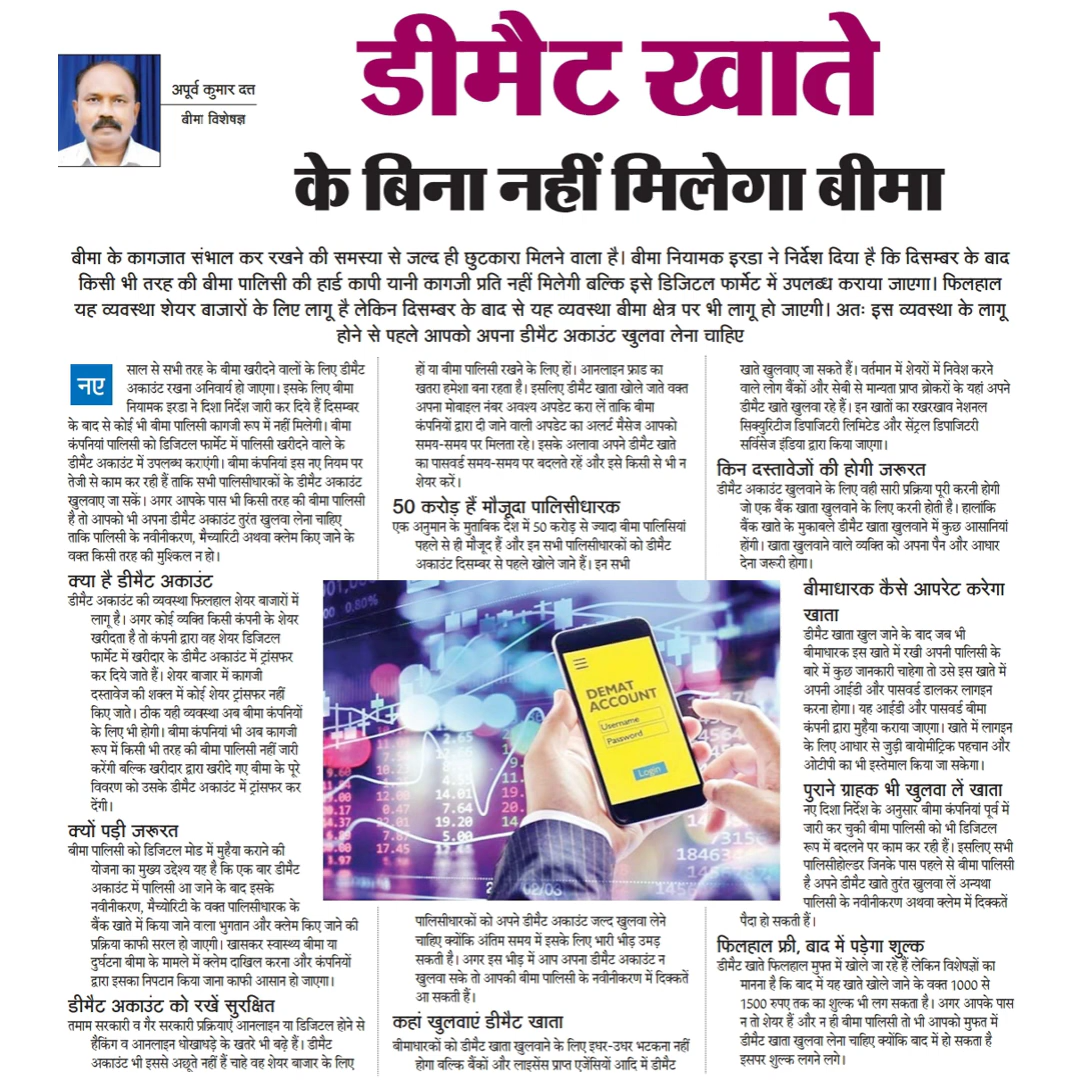 डीमैट खाते
अपूर्व कुमार दत्त
बीमा विशेषज्ञ
के बिना नहीं मिलेगा बीमा
बीमा के कागजात संभाल कर रखने की समस्या से जल्द ही छुटकारा मिलने वाला है। बीमा नियामक इरडा ने निर्देश दिया है कि दिसम्बर के बाद
किसी भी तरह की बीमा पालिसी की हार्ड कापी यानी कागजी प्रति नहीं मिलेगी बल्कि इसे डिजिटल फार्मेट में उपलब्ध कराया जाएगा। फिलहाल
यह व्यवस्था शेयर बाजारों के लिए लागू है लेकिन दिसम्बर के बाद से यह व्यवस्था बीमा क्षेत्र पर भी लागू हो जाएगी। अतः इस व्यवस्था के लागू
होने से पहले आपको अपना डीमैट अकाउंट खुलवा लेना चाहिए
नए
साल से सभी तरह के बीमा खरीदने वालों के लिए डीमैट
अकाउंट रखना अनिवार्य हो जाएगा। इसके लिए बीमा
नियामक इरडा ने दिशा निर्देश जारी कर दिये हैं दिसम्बर
के बाद से कोई भी बीमा पालिसी कागजी रूप में नहीं मिलेगी। बीमा
कंपनियां पालिसी को डिजिटल फार्मेट में पालिसी खरीदने वाले के
डीमैट अकाउंट में उपलब्ध कराएंगी। बीमा कंपनियां इस नए नियम पर
तेजी से काम कर रही हैं ताकि सभी पालिसीधारकों के डीमैट अकाउंट
खुलवाए जा सकें। अगर आपके पास भी किसी तरह की बीमा पालिसी
है तो आपको भी अपना डीमैट अकाउंट तुरंत खुलवा लेना चाहिए
ताकि पालिसी के नवीनीकरण, मैच्यारिटी अथवा क्लेम किए जाने के
वक्त किसी तरह की मुश्किल न हो।
क्या है डीमैट अकाउंट
डीमैट अकाउंट की व्यवस्था फिलहाल शेयर बाजारों में
लागू है। अगर कोई व्यक्ति किसी कंपनी के शेयर
खरीदता है तो कंपनी द्वारा वह शेयर डिजिटल
फार्मेट में खरीदार के डीमैट अकाउंट में ट्रांसफर
कर दिये जाते हैं। शेयर बाजार में कागजी
दस्तावेज की शक्ल में कोई शेयर ट्रांसफर नहीं
किए जाते। ठीक यही व्यवस्था अब बीमा कंपनियों
के लिए भी होगी। बीमा कंपनियां भी अब कागजी
रूप में किसी भी तरह की बीमा पालिसी नहीं जारी
करेंगी बल्कि खरीदार द्वारा खरीदे गए बीमा के पूरे
विवरण को उसके डीमैट अकाउंट में ट्रांसफर कर
देंगी।
क्यों पड़ी जरूरत
बीमा पालिसी को डिजिटल मोड में मुहैया कराने की
योजना का मुख्य उद्देश्य यह है कि एक बार डीमैट
अकाउंट में पालिसी आ जाने के बाद इसके
नवीनीकरण, मैच्योरिटी के वक्त पालिसीधारक के
बैंक खाते में किया जाने वाला भुगतान और क्लेम किए जाने की
प्रक्रिया काफी सरल हो जाएगी। खासकर स्वास्थ्य बीमा या
दुर्घटना बीमा के मामले में क्लेम दाखिल करना और कंपनियों
द्वारा इसका निपटान किया जाना काफी आसान हो जाएगा।
डीमैट अकाउंट को रखें सुरक्षित
तमाम सरकारी व गैर सरकारी प्रक्रियाएं आनलाइन या डिजिटल होने से
हैकिंग व आनलाइन धोखाधड़े के खतरे भी बढ़े हैं। डीमैट
अकाउंट भी इससे अछूते नहीं हैं चाहे वह शेयर बाजार के लिए
हों या बीमा पालिसी रखने के लिए हों। आनलाइन फ्राड का
खतरा हमेशा बना रहता है। इसलिए डीमैट खाता खोले जाते वक्त
अपना मोबाइल नंबर अवश्य अपडेट करा लें ताकि बीमा
कंपनियों द्वारा दी जाने वाली अपडेट का अलर्ट मैसेज आपको
समय-समय पर मिलता रहे। इसके अलावा अपने डीमैट खाते
का पासवर्ड समय-समय पर बदलते रहें और इसे किसी से भी न
शेयर करें।
50 करोड़ हैं मौजूदा पालिसीधारक
एक अनुमान के मुताबिक देश में 50 करोड़ से ज्यादा बीमा पालिसियां
पहले से ही मौजूद हैं और इन सभी पालिसीधारकों को डीमैट
अकाउंट दिसम्बर से पहले खोले जाने हैं। इन सभी
DEMAT
ACCOUNT
Username
Password
Login
पालिसीधारकों को अपने डीमैट अकाउंट जल्द खुलवा लेने
चाहिए क्योंकि अंतिम समय में इसके लिए भारी भीड़ उमड़
सकती है। अगर इस भीड़ में आप अपना डीमैट अकाउंट न
खुलवा सके तो आपकी बीमा पालिसी के नवीनीकरण में दिक्कतें
आ सकती हैं।
कहां खुलवाएं डीमैट खाता
बीमाधारकों को डीमैट खाता खुलवाने के लिए इधर-उधर भटकना नहीं
होगा बल्कि बैंकों और लाइसेंस प्राप्त एजेंसियों आदि में डीमैट
खाते खुलवाए जा सकते हैं। वर्तमान में शेयरों में निवेश करने
वाले लोग बैंकों और सेबी से मान्यता प्राप्त ब्रोकरों के यहां अपने
डीमैट खाते खुलवा रहे हैं। इन खातों का रखरखाव नेशनल
सिक्युरिटीज डिपाजिटरी लिमिटेड और सेंट्रल डिपाजिटरी
सर्विसेज इंडिया द्वारा किया जाएगा।
किन दस्तावेजों की होगी जरूरत
डीमैट अकाउंट खुलवाने के लिए वही सारी प्रक्रिया पूरी करनी होगी
जो एक बैंक खाता खुलवाने के लिए करनी होती है। हालांकि
बैंक खाते के मुकाबले डीमैट खाता खुलवाने में कुछ आसानियां
होंगी। खाता खुलवाने वाले व्यक्ति को अपना पैन और आधार
देना जरूरी होगा।
बीमाधारक कैसे आपरेट करेगा
खाता
डीमैट खाता खुल जाने के बाद जब भी
बीमाधारक इस खाते में रखी अपनी पालिसी के
बारे में कुछ जानकारी चाहेगा तो उसे इस खाते में
अपनी आईडी और पासवर्ड डालकर लागइन
करना होगा। यह आईडी और पासवर्ड बीमा
कंपनी द्वारा मुहैया कराया जाएगा। खाते में लागइन
के लिए आधार से जुड़ी बायोमीट्रिक पहचान और
ओटीपी का भी इस्तेमाल किया जा सकेगा।
पुराने ग्राहक भी खुलवा लें खाता
नए दिशा निर्देश के अनुसार बीमा कंपनियां पूर्व में
जारी कर चुकी बीमा पालिसी को भी डिजिटल
रूप में बदलने पर काम कर रही हैं। इसलिए सभी
पालिसीहोल्डर जिनके पास पहले से बीमा पालिसी
है अपने डीमैट खाते तुरंत खुलवा लें अन्यथा
पालिसी के नवीनीकरण अथवा क्लेम में दिक्कतें
पैदा हो सकती हैं।
फिलहाल फ्री, बाद में पड़ेगा शुल्क
डीमैट खाते फिलहाल मुफ्त में खोले जा रहे हैं लेकिन विशेषज्ञों का
मानना है कि बाद में यह खाते खोले जाने के वक्त 1000 से
1500 रुपए तक का शुल्क भी लग सकता है। अगर आपके पास
न तो शेयर हैं और न ही बीमा पालिसी तो भी आपको मुफत में
डीमैट खाता खुलवा लेना चाहिए क्योंकि बाद में हो सकता है
इसपर शुल्क लगने लगे।